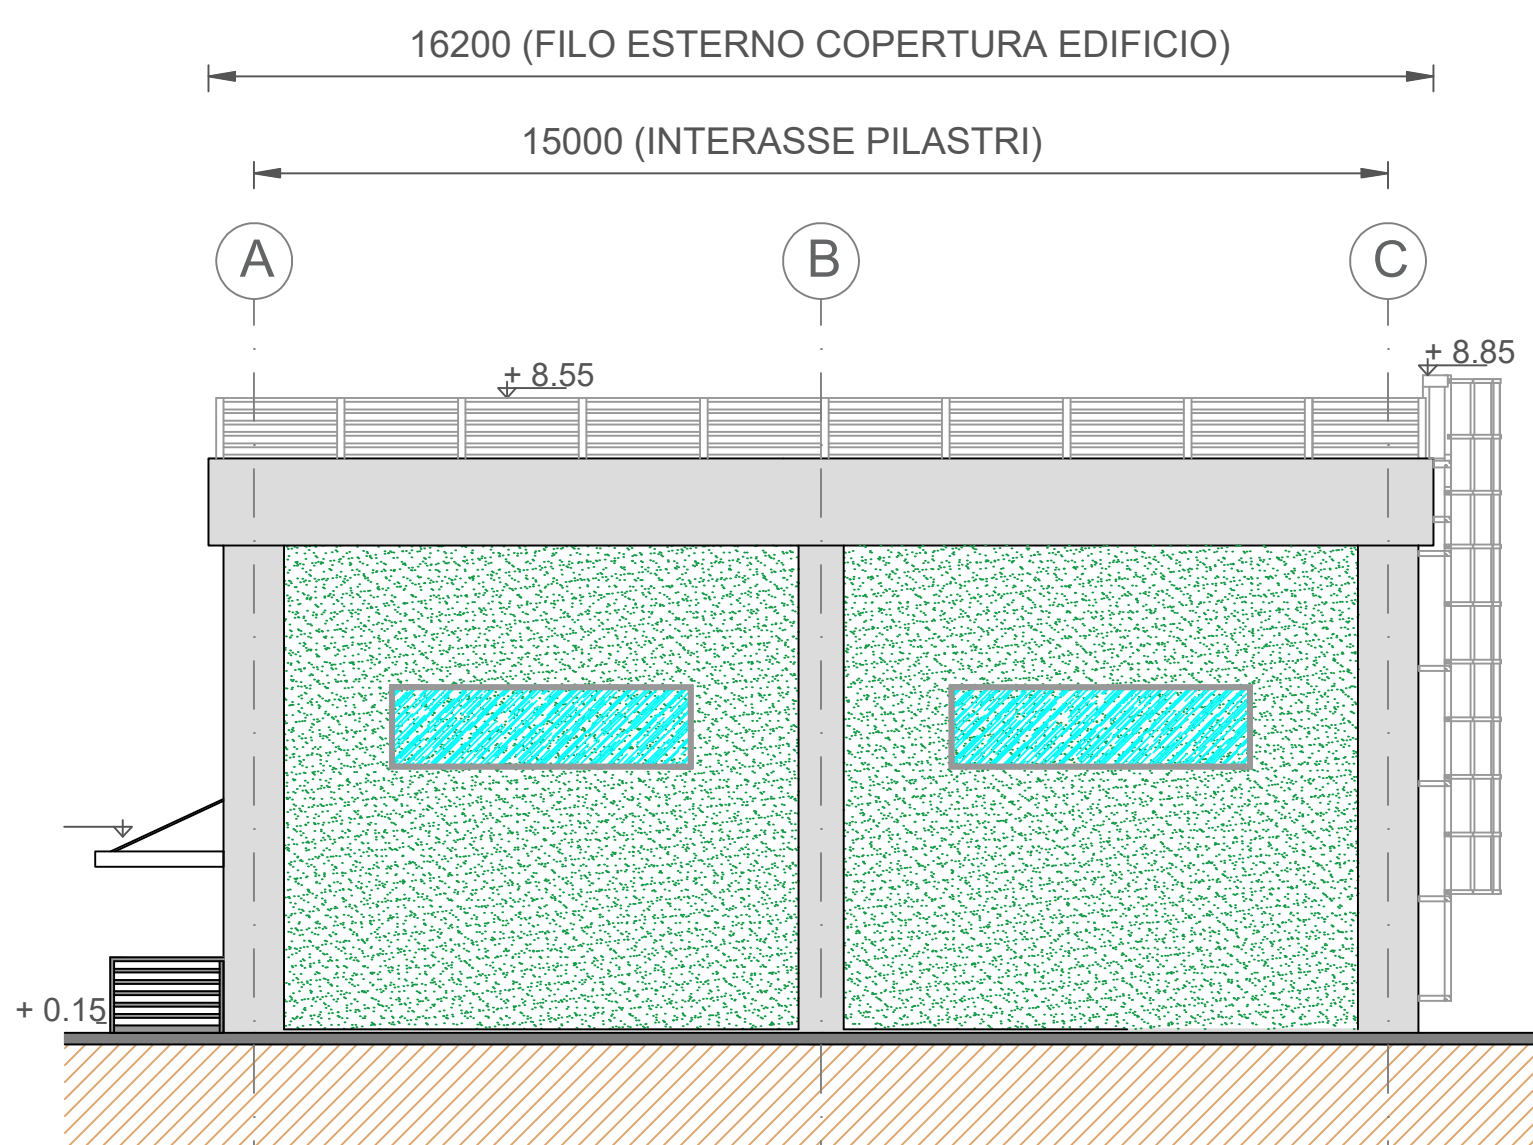 16200 (FILO ESTERNO COPERTURA EDIFICIO)
15000 (INTERASSE PILASTRI)
A
B
C
+ 8.85
+ 8.55
+ 0.15